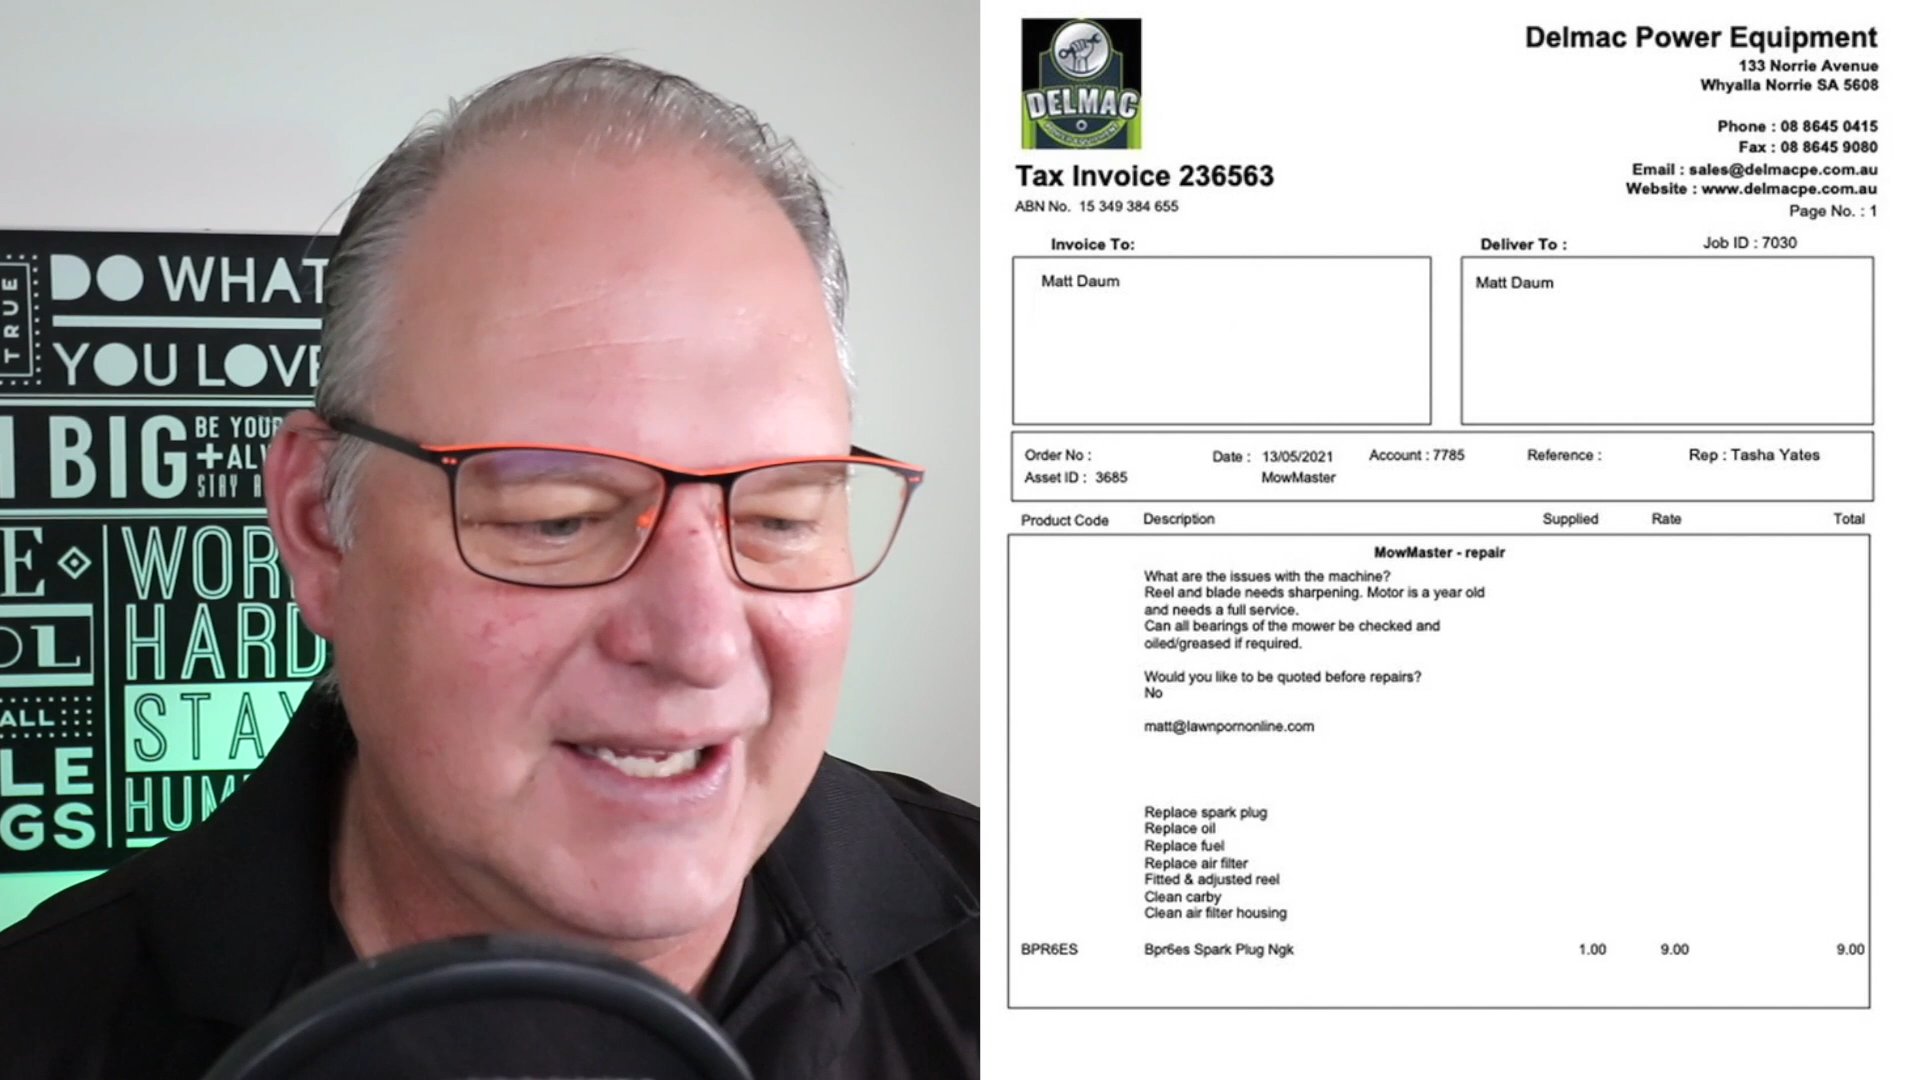 TRUE
DO WHAT
YOU LOVE
BIG
BE YOUR
+AL
STAY
E
WOR
HARD
OL
STAY
ALL
LE
HUM
GS
DELMAC
POWER EQUIPMENT
Delmac Power Equipment
133 Norrie Avenue
Whyalla Norrie SA 5608
Phone : 08 8645 0415
Fax : 08 8645 9080
Email : sales@delmacpe.com.au
Website : www.delmacpe.com.au
Page No. : 1
Tax Invoice 236563
ABN No. 15 349 384 655
Invoice To:
Deliver To :
Job ID : 7030
Matt Daum
Matt Daum
Order No : Date : 13/05/2021 Account : 7785 Reference : Rep : Tasha Yates
Asset ID : 3685 MowMaster
Product Code Description Supplied Rate Total
MowMaster - repair
What are the issues with the machine?
Reel and blade needs sharpening. Motor is a year old
and needs a full service.
Can all bearings of the mower be checked and
oiled/greased if required.
Would you like to be quoted before repairs?
No
matt@lawnpornonline.com
Replace spark plug
Replace oil
Replace fuel
Replace air filter
Fitted & adjusted reel
Clean carby
Clean air filter housing
BPR6ES Bpr6es Spark Plug Ngk 1.00 9.00 9.00